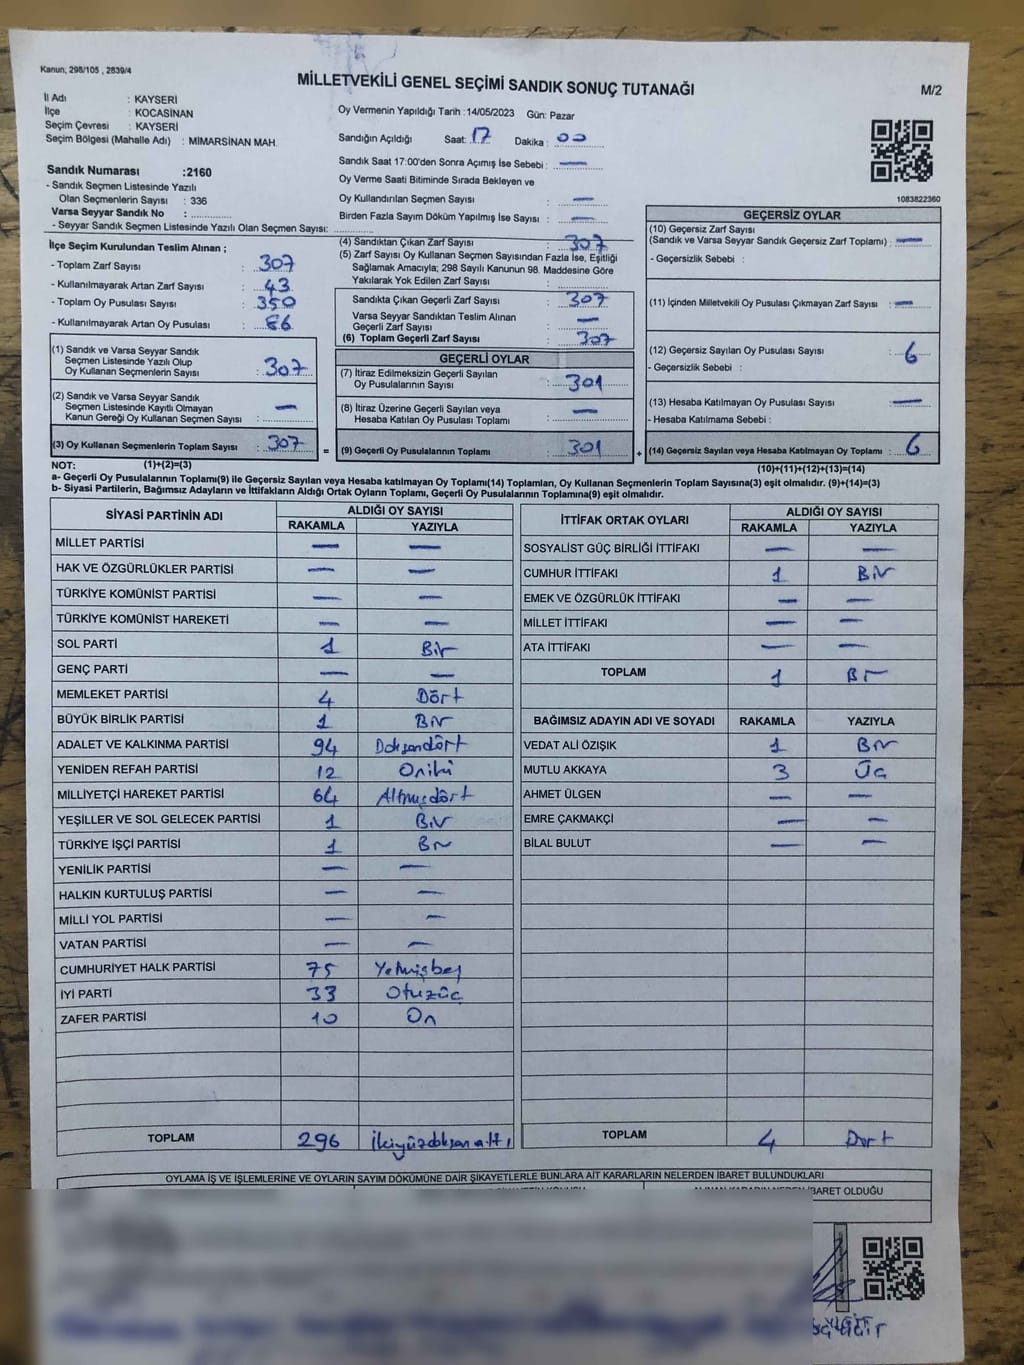 Kanun, 298/105 , 2839/4
MİLLETVEKİLİ GENEL SEÇİMİ SANDIK SONUÇ TUTANAĞI
M/2
İl Adı : KAYSERİ
İlçe : KOCASİNAN
Seçim Çevresi : KAYSERİ
Seçim Bölgesi (Mahalle Adı) : MİMARSİNAN MAH.
Sandık Numarası :2160
- Sandık Seçmen Listesinde Yazılı
Olan Seçmenlerin Sayısı : 336
Varsa Seyyar Sandık No :
- Seyyar Sandık Seçmen Listesinde Yazılı Olan Seçmen Sayısı:
Oy Vermenin Yapıldığı Tarih :14/05/2023 Gün: Pazar
Sandığın Açıldığı Saat: 17 Dakika : 00
Sandık Saat 17:00'den Sonra Açımış İse Sebebi : —
Oy Verme Saati Bitiminde Sırada Bekleyen ve
Oy Kullandırılan Seçmen Sayısı : —
Birden Fazla Sayım Döküm Yapılmış İse Sayısı : —
1083822360
İlçe Seçim Kurulundan Teslim Alınan ;
- Toplam Zarf Sayısı : 307
- Kullanılmayarak Artan Zarf Sayısı : 43
- Toplam Oy Pusulası Sayısı : 350
- Kullanılmayarak Artan Oy Pusulası : 86
(1) Sandık ve Varsa Seyyar Sandık
Seçmen Listesinde Yazılı Olup
Oy Kullanan Seçmenlerin Sayısı : 307
(2) Sandık ve Varsa Seyyar Sandık
Seçmen Listesinde Kayıtlı Olmayan
Kanun Gereği Oy Kullanan Seçmen Sayısı : —
(3) Oy Kullanan Seçmenlerin Toplam Sayısı : 307
(4) Sandıktan Çıkan Zarf Sayısı : 307
(5) Zarf Sayısı Oy Kullanan Seçmen Sayısından Fazla İse, Eşitliği
Sağlamak Amacıyla; 298 Sayılı Kanunun 98. Maddesine Göre
Yakılarak Yok Edilen Zarf Sayısı :
Sandıkta Çıkan Geçerli Zarf Sayısı : 307
Varsa Seyyar Sandıktan Teslim Alınan
Geçerli Zarf Sayısı : —
(6) Toplam Geçerli Zarf Sayısı : 307
GEÇERLİ OYLAR
(7) İtiraz Edilmeksizin Geçerli Sayılan
Oy Pusulalarının Sayısı : 301
(8) İtiraz Üzerine Geçerli Sayılan veya
Hesaba Katılan Oy Pusulası Toplamı : —
= (9) Geçerli Oy Pusulalarının Toplamı : 301
GEÇERSİZ OYLAR
(10) Geçersiz Zarf Sayısı
(Sandık ve Varsa Seyyar Sandık Geçersiz Zarf Toplamı) : —
- Geçersizlik Sebebi :
(11) İçinden Milletvekili Oy Pusulası Çıkmayan Zarf Sayısı : —
(12) Geçersiz Sayılan Oy Pusulası Sayısı : 6
- Geçersizlik Sebebi :
(13) Hesaba Katılmayan Oy Pusulası Sayısı : —
- Hesaba Katılmama Sebebi :
+ (14) Geçersiz Sayılan veya Hesaba Katılmayan Oy Toplamı : 6
NOT: (1)+(2)=(3)
(10)+(11)+(12)+(13)=(14)
a- Geçerli Oy Pusulalarının Toplamı(9) ile Geçersiz Sayılan veya Hesaba katılmayan Oy Toplamı(14) Toplamları, Oy Kullanan Seçmenlerin Toplam Sayısına(3) eşit olmalıdır. (9)+(14)=(3)
b- Siyasi Partilerin, Bağımsız Adayların ve İttifakların Aldığı Ortak Oyların Toplamı, Geçerli Oy Pusulalarının Toplamına(9) eşit olmalıdır.
SİYASİ PARTİNİN ADI ALDIĞI OY SAYISI
RAKAMLA YAZIYLA
MİLLET PARTİSİ — —
HAK VE ÖZGÜRLÜKLER PARTİSİ — —
TÜRKİYE KOMÜNİST PARTİSİ — —
TÜRKİYE KOMÜNİST HAREKETİ — —
SOL PARTİ 1 Bir
GENÇ PARTİ — —
MEMLEKET PARTİSİ 4 Dört
BÜYÜK BİRLİK PARTİSİ 1 Bir
ADALET VE KALKINMA PARTİSİ 94 Doksandört
YENİDEN REFAH PARTİSİ 12 Oniki
MİLLİYETÇİ HAREKET PARTİSİ 64 Altmışdört
YEŞİLLER VE SOL GELECEK PARTİSİ 1 Bir
TÜRKİYE İŞÇİ PARTİSİ 1 Bir
YENİLİK PARTİSİ — —
HALKIN KURTULUŞ PARTİSİ — —
MİLLİ YOL PARTİSİ — —
VATAN PARTİSİ — —
CUMHURİYET HALK PARTİSİ 75 Yetmişbeş
İYİ PARTİ 33 Otuzüç
ZAFER PARTİSİ 10 On
TOPLAM 296 İkiyüzdoksanaltı
İTTİFAK ORTAK OYLARI ALDIĞI OY SAYISI
RAKAMLA YAZIYLA
SOSYALİST GÜÇ BİRLİĞİ İTTİFAKI — —
CUMHUR İTTİFAKI 1 Bir
EMEK VE ÖZGÜRLÜK İTTİFAKI — —
MİLLET İTTİFAKI — —
ATA İTTİFAKI — —
TOPLAM 1 Bir
BAĞIMSIZ ADAYIN ADI VE SOYADI RAKAMLA YAZIYLA
VEDAT ALİ ÖZIŞIK 1 Bir
MUTLU AKKAYA 3 Üç
AHMET ÜLGEN — —
EMRE ÇAKMAKÇİ — —
BİLAL BULUT — —
TOPLAM 4 Dört
OYLAMA İŞ VE İŞLEMLERİNE VE OYLARIN SAYIM DÖKÜMÜNE DAİR ŞİKAYETLERLE BUNLARA AİT KARARLARIN NELERDEN İBARET BULUNDUKLARI
İBARET OLDUĞU